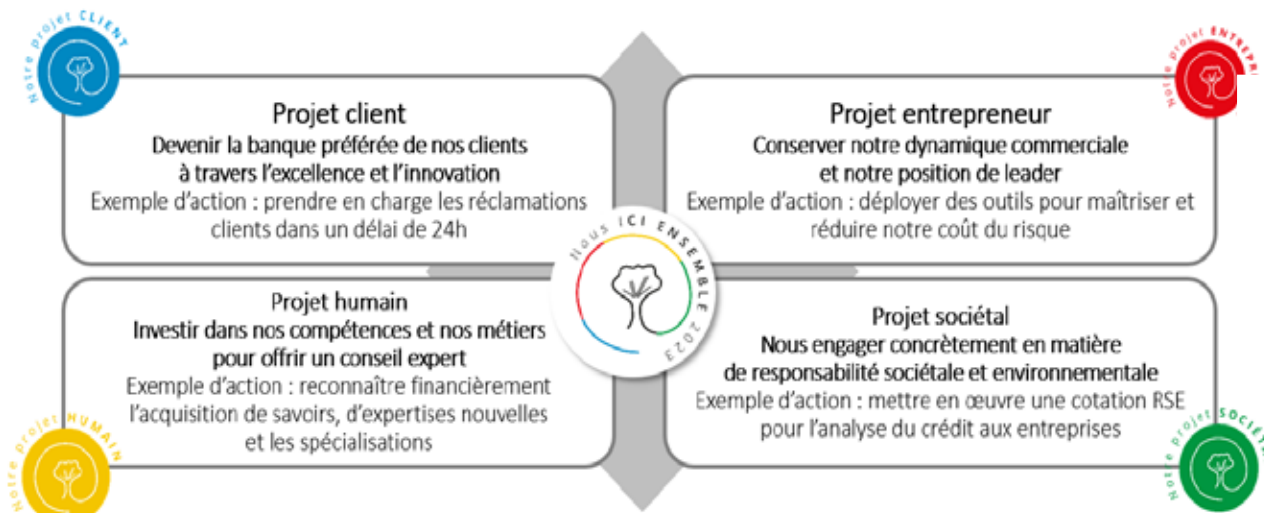 Notre projet CLIENT
Projet client
Devenir la banque préférée de nos clients
à travers l'excellence et l'innovation
Exemple d'action : prendre en charge les réclamations
clients dans un délai de 24h
Notre projet ENTREPR
Projet entrepreneur
Conserver notre dynamique commerciale
et notre position de leader
Exemple d'action : déployer des outils pour maîtriser et
réduire notre coût du risque
Nous ICI ENSEMBLE 2023
Projet humain
Investir dans nos compétences et nos métiers
pour offrir un conseil expert
Exemple d'action : reconnaître financièrement
l'acquisition de savoirs, d'expertises nouvelles
et les spécialisations
Notre projet HUMAIN
Projet sociétal
Nous engager concrètement en matière
de responsabilité sociétale et environnementale
Exemple d'action : mettre en œuvre une cotation RSE
pour l'analyse du crédit aux entreprises
Notre projet SOCIÉTA